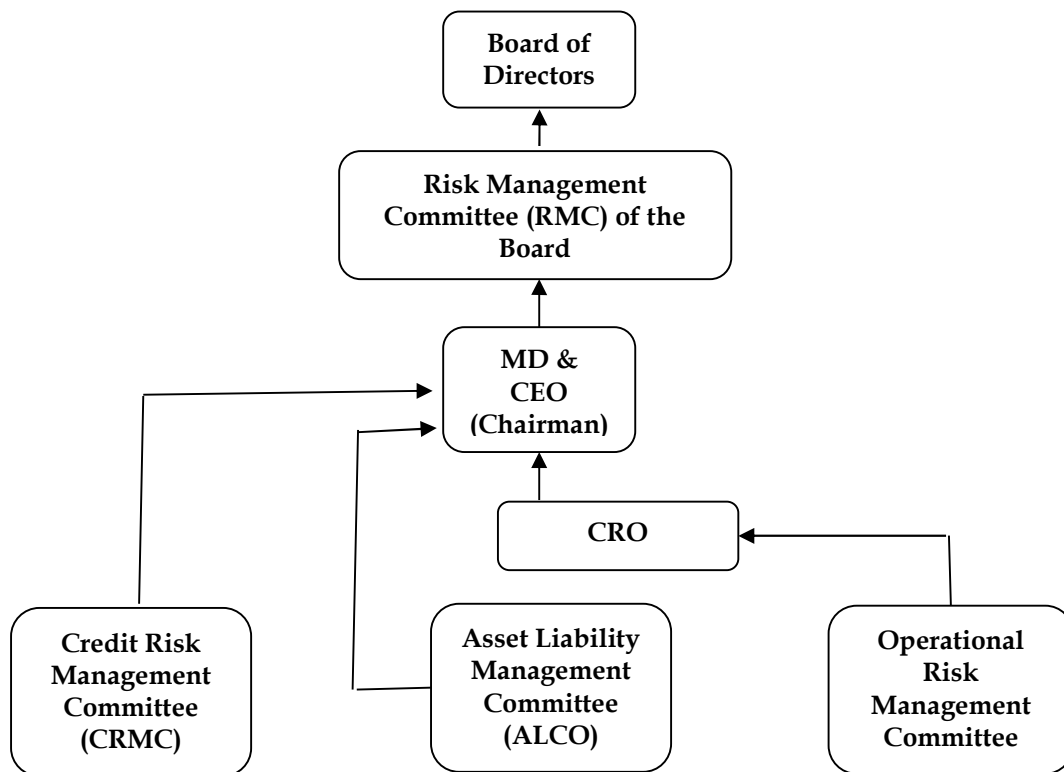 Board of
Directors
Risk Management
Committee (RMC) of the
Board
MD &
CEO
(Chairman)
CRO
Credit Risk
Management
Committee
(CRMC)
Asset Liability
Management
Committee
(ALCO)
Operational
Risk
Management
Committee